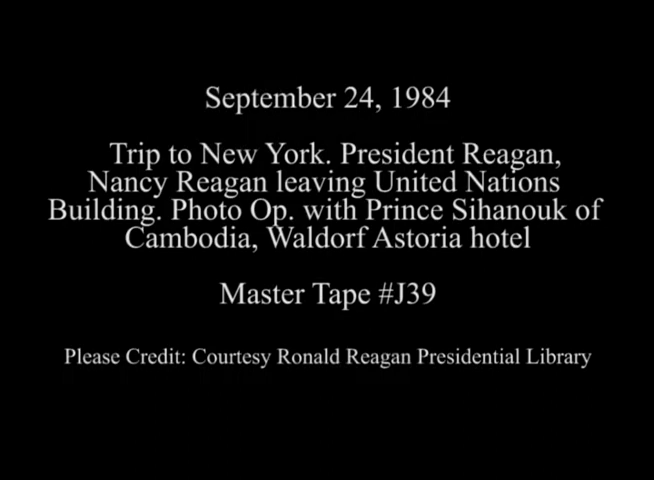 September 24, 1984
Trip to New York. President Reagan,
Nancy Reagan leaving United Nations
Building. Photo Op. with Prince Sihanouk of
Cambodia, Waldorf Astoria hotel
Master Tape #J39
Please Credit: Courtesy Ronald Reagan Presidential Library